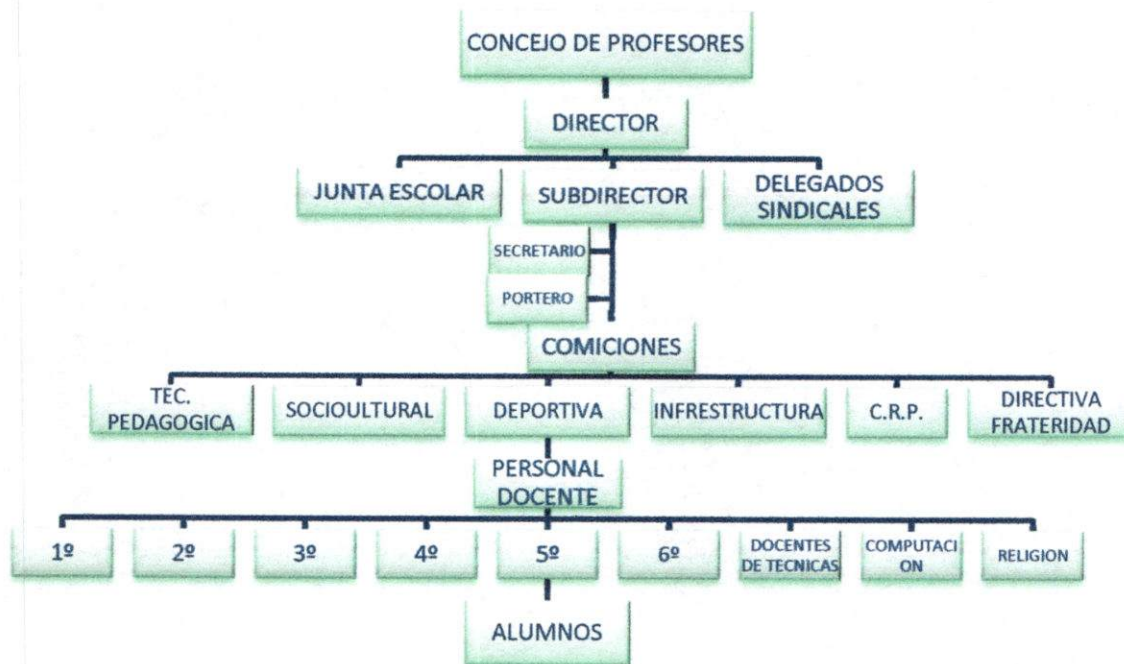 CONCEJO DE PROFESORES
DIRECTOR
JUNTA ESCOLAR
SUBDIRECTOR
DELEGADOS
SINDICALES
SECRETARIO
PORTERO
COMICIONES
TEC.
PEDAGOGICA
SOCIOULTURAL
DEPORTIVA
INFRESTRUCTURA
C.R.P.
DIRECTIVA
FRATERIDAD
PERSONAL
DOCENTE
1º
2º
3º
4º
5º
6º
DOCENTES
DE TECNICAS
COMPUTACI
ON
RELIGION
ALUMNOS